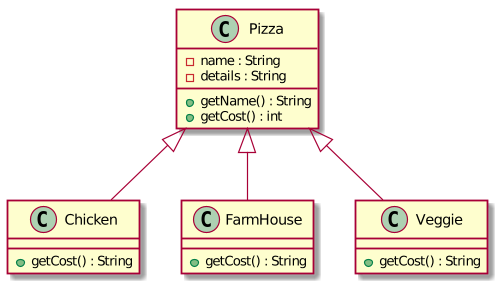 C Pizza
name : String
details : String
getName() : String
getCost() : int
C Chicken
getCost() : String
C FarmHouse
getCost() : String
C Veggie
getCost() : String